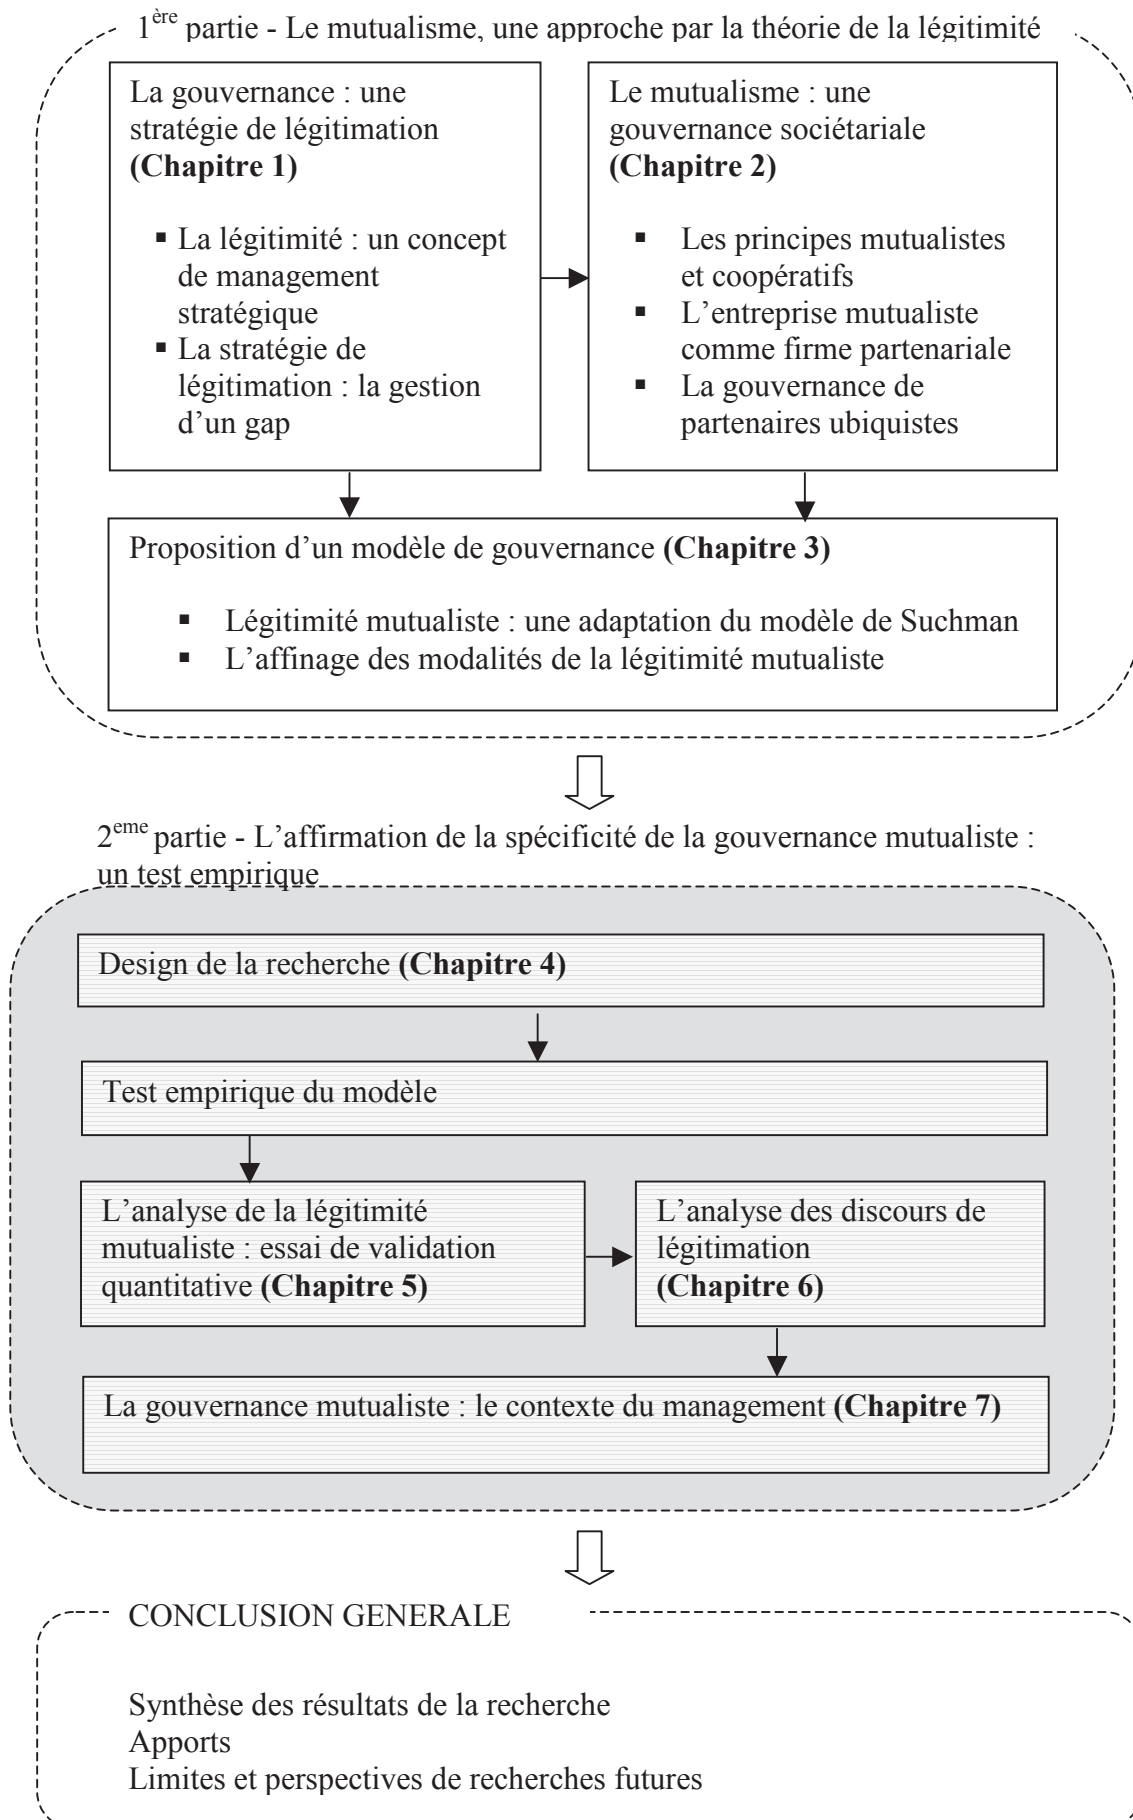 1ère partie - Le mutualisme, une approche par la théorie de la légitimité
La gouvernance : une
stratégie de légitimation
(Chapitre 1)
▪ La légitimité : un concept
de management
stratégique
▪ La stratégie de
légitimation : la gestion
d’un gap
Le mutualisme : une
gouvernance sociétariale
(Chapitre 2)
▪ Les principes mutualistes
et coopératifs
▪ L’entreprise mutualiste
comme firme partenariale
▪ La gouvernance de
partenaires ubiquistes
Proposition d’un modèle de gouvernance (Chapitre 3)
▪ Légitimité mutualiste : une adaptation du modèle de Suchman
▪ L’affinage des modalités de la légitimité mutualiste
2eme partie - L’affirmation de la spécificité de la gouvernance mutualiste :
un test empirique
Design de la recherche (Chapitre 4)
Test empirique du modèle
L’analyse de la légitimité
mutualiste : essai de validation
quantitative (Chapitre 5)
L’analyse des discours de
légitimation
(Chapitre 6)
La gouvernance mutualiste : le contexte du management (Chapitre 7)
CONCLUSION GENERALE
Synthèse des résultats de la recherche
Apports
Limites et perspectives de recherches futures